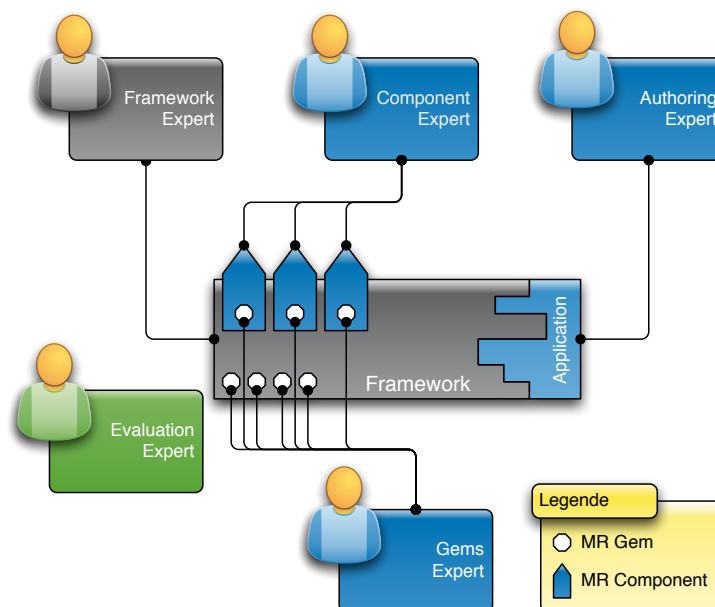 Framework
Expert
Component
Expert
Authoring
Expert
Application
Framework
Evaluation
Expert
Gems
Expert
Legende
MR Gem
MR Component